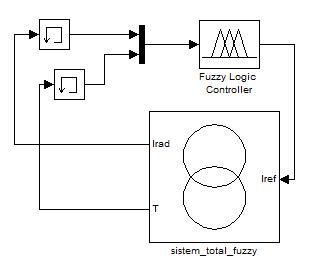 Fuzzy Logic
Controller
Irad
Iref
T
sistem_total_fuzzy